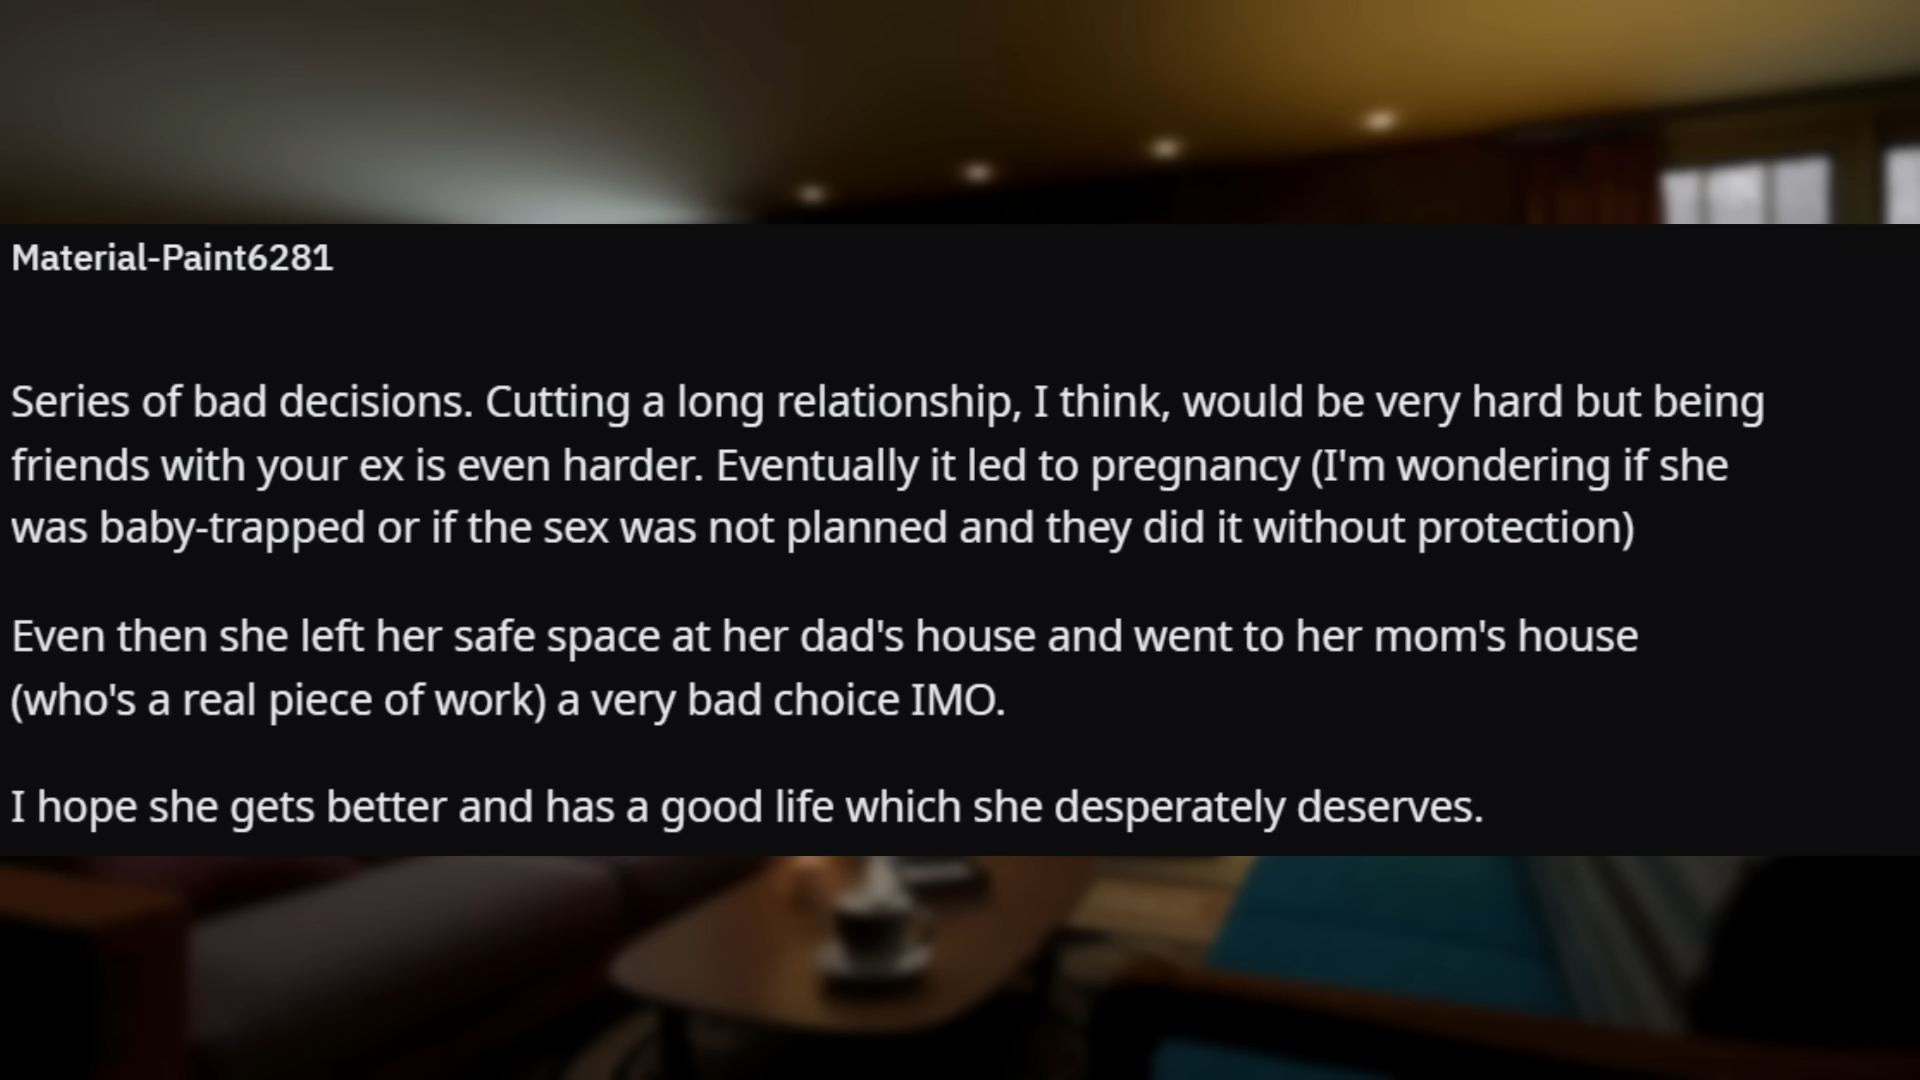 Material-Paint6281
Series of bad decisions. Cutting a long relationship, I think, would be very hard but being
friends with your ex is even harder. Eventually it led to pregnancy (I'm wondering if she
was baby-trapped or if the sex was not planned and they did it without protection)
Even then she left her safe space at her dad's house and went to her mom's house
(who's a real piece of work) a very bad choice IMO.
I hope she gets better and has a good life which she desperately deserves.